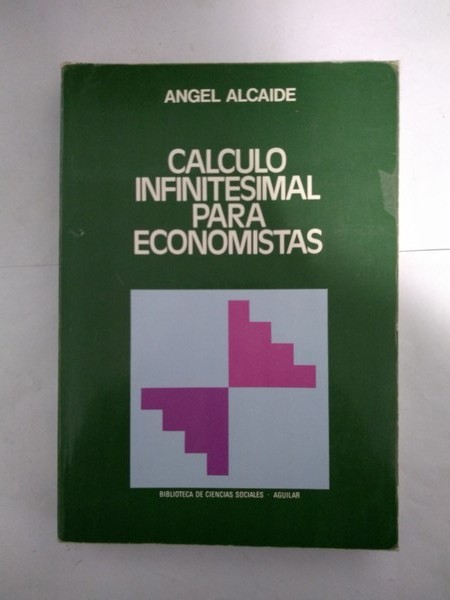 ANGEL ALCAIDE
CALCULO
INFINITESIMAL
PARA
ECONOMISTAS
BIBLIOTECA DE CIENCIAS SOCIALES - AGUILAR